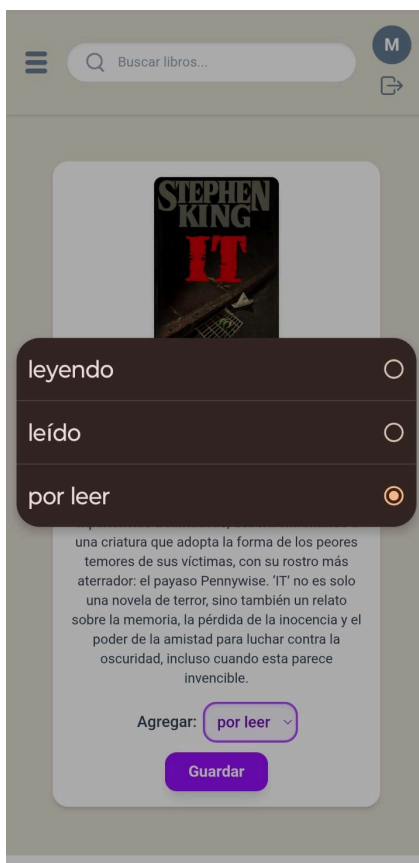 Buscar libros...
M
STEPHEN
KING
IT
leyendo
leído
por leer
una criatura que adopta la forma de los peores
temores de sus víctimas, con su rostro más
aterrador: el payaso Pennywise. ‘IT’ no es solo
una novela de terror, sino también un relato
sobre la memoria, la pérdida de la inocencia y el
poder de la amistad para luchar contra la
oscuridad, incluso cuando esta parece
invencible.
Agregar: por leer
Guardar